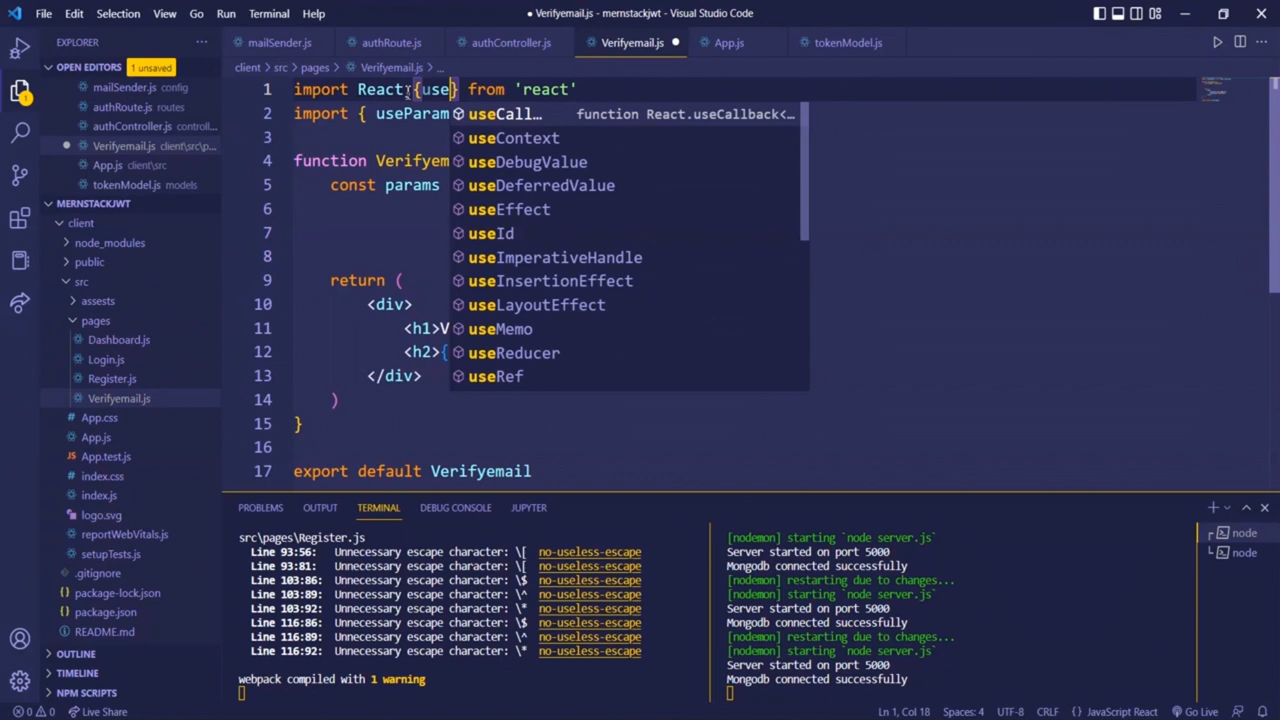 File Edit Selection View Go Run Terminal Help
● Verifyemail.js - mernstackjwt - Visual Studio Code
EXPLORER
mailSender.js
authRoute.js
authController.js
Verifyemail.js
App.js
tokenModel.js
OPEN EDITORS 1 unsaved
mailSender.js config
authRoute.js routes
authController.js controll...
Verifyemail.js client\src\p...
App.js client\src
tokenModel.js models
MERNSTACKJWT
client
node_modules
public
src
assests
pages
Dashboard.js
Login.js
Register.js
Verifyemail.js
App.css
App.js
App.test.js
index.css
index.js
logo.svg
reportWebVitals.js
setupTests.js
.gitignore
package-lock.json
package.json
README.md
OUTLINE
TIMELINE
NPM SCRIPTS
client > src > pages > Verifyemail.js > ...
1 import React {use} from 'react'
2 import { useParam
3
4 function Verifyem
5 const params
6
7
8
9 return (
10 <div>
11 <h1>V
12 <h2>{
13 </div>
14 )
15 }
16
17 export default Verifyemail
useCall... function React.useCallback<...
useContext
useDebugValue
useDeferredValue
useEffect
useId
useImperativeHandle
useInsertionEffect
useLayoutEffect
useMemo
useReducer
useRef
PROBLEMS OUTPUT TERMINAL DEBUG CONSOLE JUPYTER
src\pages\Register.js
Line 93:56: Unnecessary escape character: \[ no-useless-escape
Line 93:81: Unnecessary escape character: \[ no-useless-escape
Line 103:86: Unnecessary escape character: \$ no-useless-escape
Line 103:89: Unnecessary escape character: \^ no-useless-escape
Line 103:92: Unnecessary escape character: \* no-useless-escape
Line 116:86: Unnecessary escape character: \$ no-useless-escape
Line 116:89: Unnecessary escape character: \^ no-useless-escape
Line 116:92: Unnecessary escape character: \* no-useless-escape
webpack compiled with 1 warning
[nodemon] starting `node server.js`
Server started on port 5000
Mongodb connected successfully
[nodemon] restarting due to changes...
[nodemon] starting `node server.js`
Server started on port 5000
Mongodb connected successfully
[nodemon] restarting due to changes...
[nodemon] starting `node server.js`
Server started on port 5000
Mongodb connected successfully
node
node
1
0 0 Live Share
Ln 1, Col 18 Spaces: 4 UTF-8 CRLF {} JavaScript React Go Live